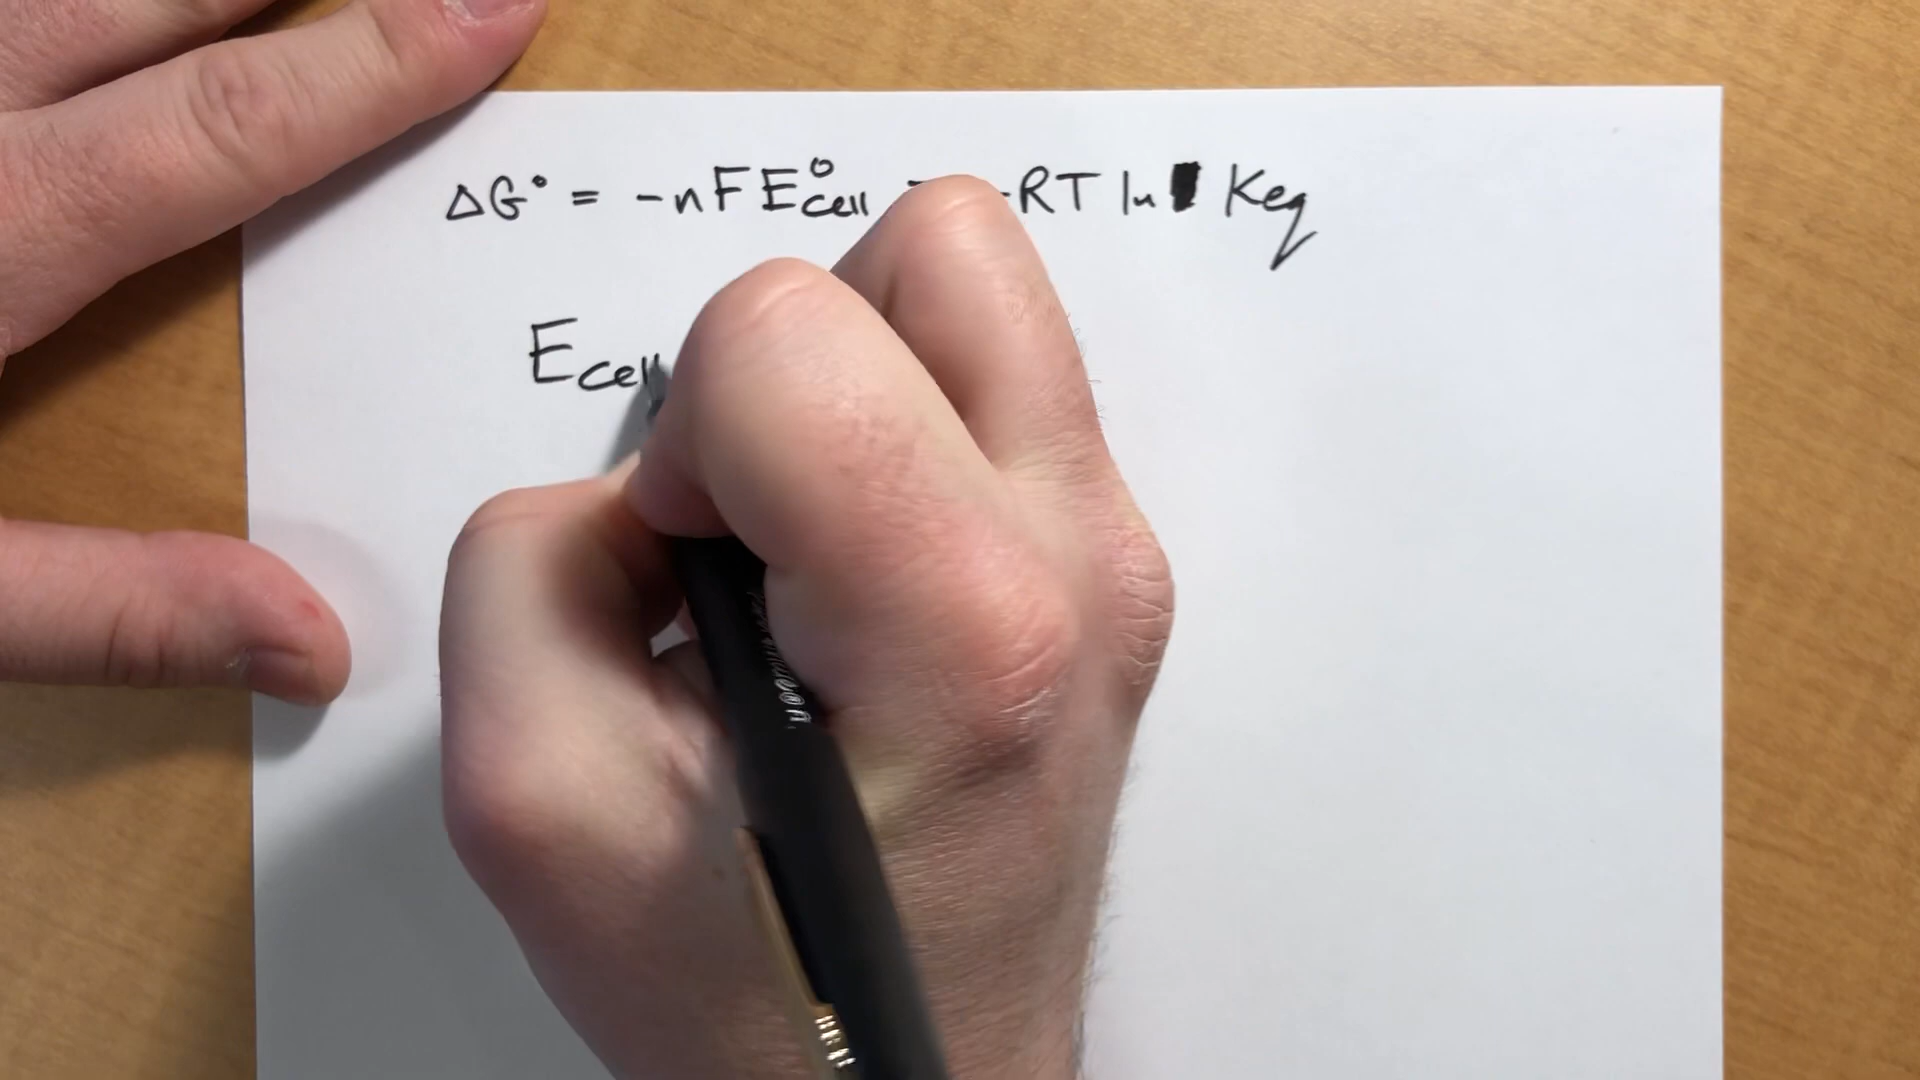 ΔG° = -nFE°cell = -RT ln Keq
Ecell